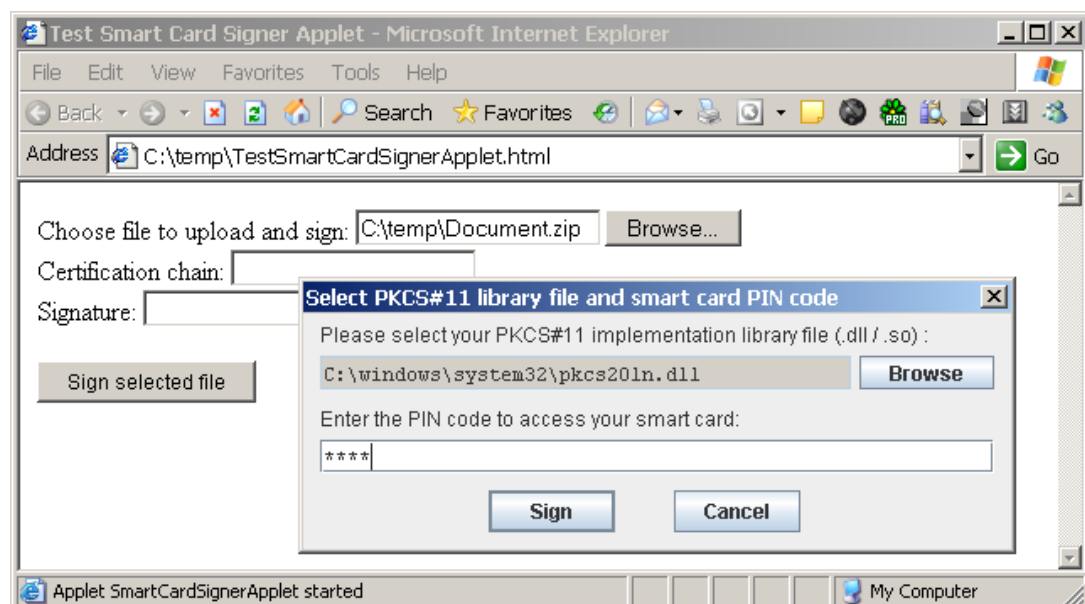 Test Smart Card Signer Applet - Microsoft Internet Explorer
File Edit View Favorites Tools Help
Back Search Favorites PRO
Address C:\temp\TestSmartCardSignerApplet.html Go
Choose file to upload and sign: C:\temp\Document.zip Browse...
Certification chain:
Signature:
Sign selected file
Select PKCS#11 library file and smart card PIN code
Please select your PKCS#11 implementation library file (.dll / .so) :
C:\windows\system32\pkcs201n.dll Browse
Enter the PIN code to access your smart card:
****
Sign Cancel
Applet SmartCardSignerApplet started My Computer